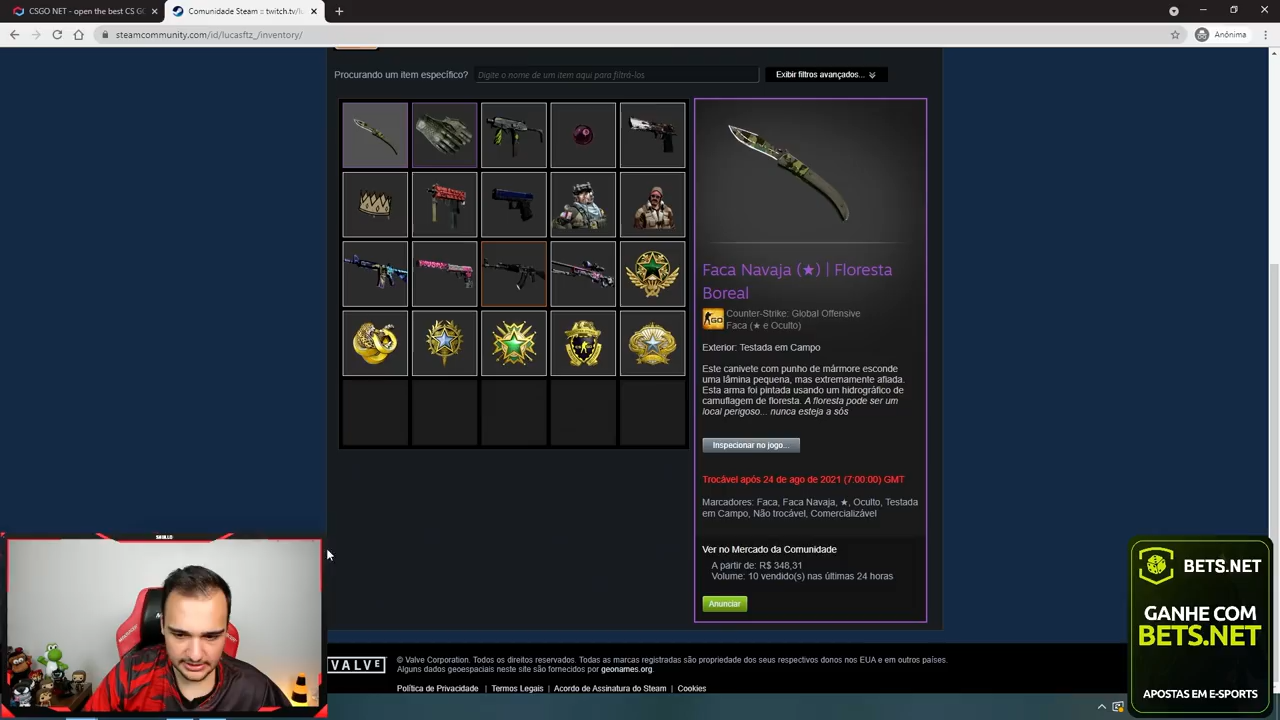 CSGO NET - open the best CS G
Comunidade Steam :: twitch.tv/lu
steamcommunity.com/id/lucasftz_/inventory/
Anônima
Procurando um item específico?
Digite o nome de um item aqui para filtrá-los
Exibir filtros avançados...
Faca Navaja (★) | Floresta
Boreal
Counter-Strike: Global Offensive
Faca (★ e Oculto)
Exterior: Testada em Campo
Este canivete com punho de mármore esconde
uma lâmina pequena, mas extremamente afiada.
Esta arma foi pintada usando um hidrográfico de
camuflagem de floresta. A floresta pode ser um
local perigoso... nunca esteja a sós
Inspecionar no jogo...
Trocável após 24 de ago de 2021 (7:00:00) GMT
Marcadores: Faca, Faca Navaja, ★, Oculto, Testada
em Campo, Não trocável, Comercializável
Ver no Mercado da Comunidade
A partir de: R$ 348,31
Volume: 10 vendido(s) nas últimas 24 horas
Anunciar
BETS.NET
GANHE COM
BETS.NET
APOSTAS EM E-SPORTS
VALVE
© Valve Corporation. Todos os direitos reservados. Todas as marcas registradas são propriedade dos seus respectivos donos nos EUA e em outros países.
Alguns dados geoespaciais neste site são fornecidos por geonames.org.
Política de Privacidade | Termos Legais | Acordo de Assinatura do Steam | Cookies